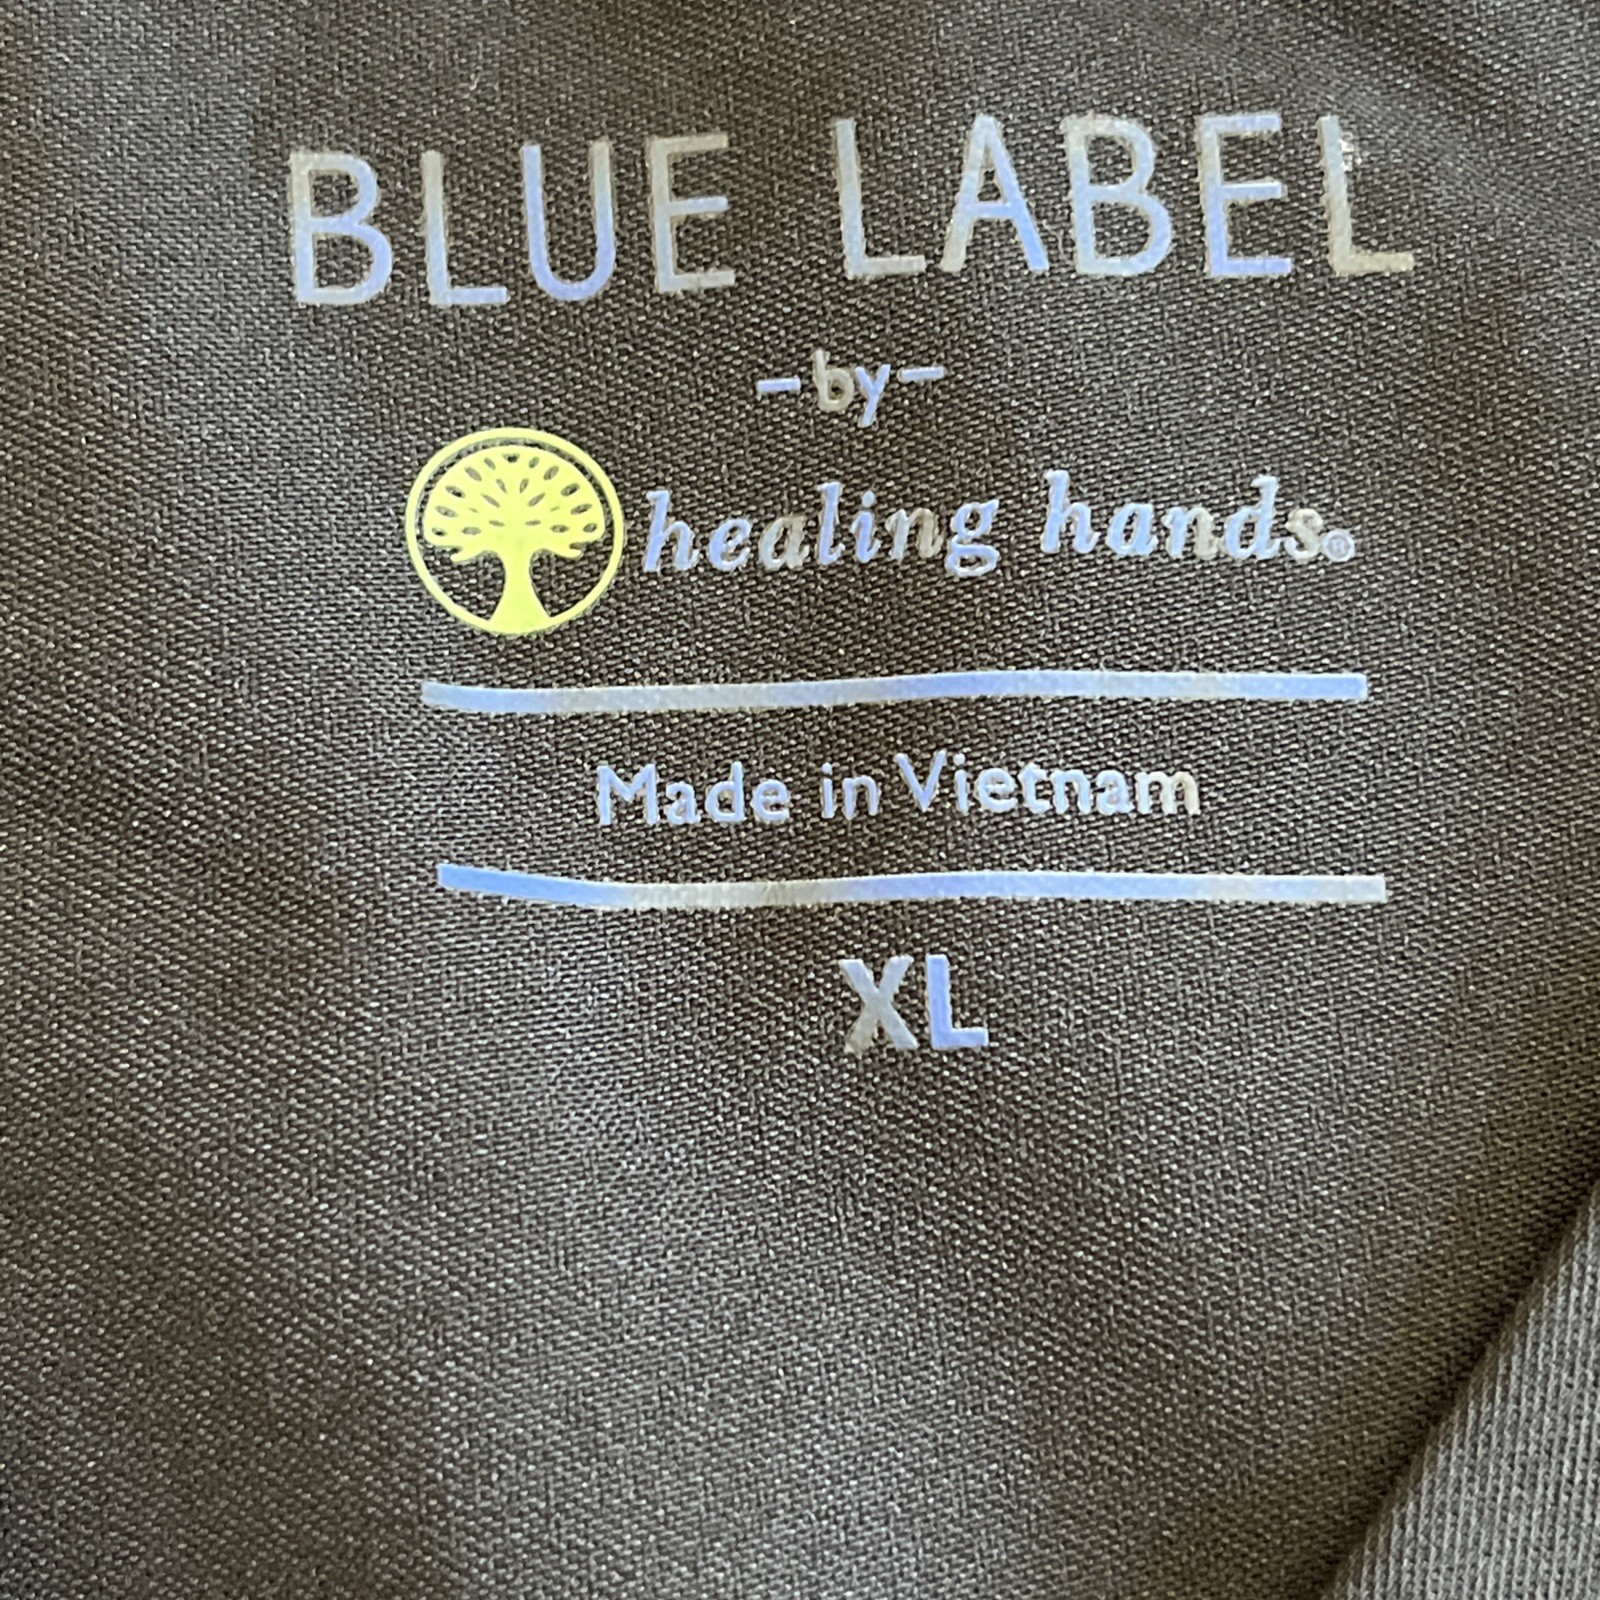 BLUE LABEL
-by-
healing hands®
Made in Vietnam
XL